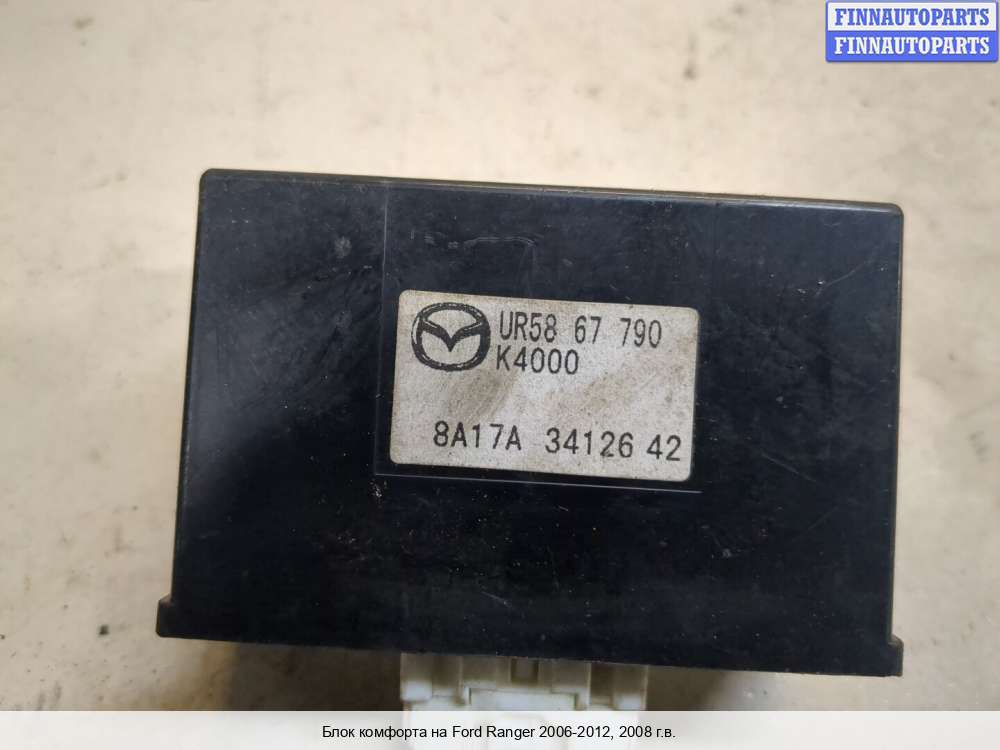 FINNAUTOPARTS
FINNAUTOPARTS
UR58 67 790
K4000
8A17A 34126 42
Блок комфорта на Ford Ranger 2006-2012, 2008 г.в.